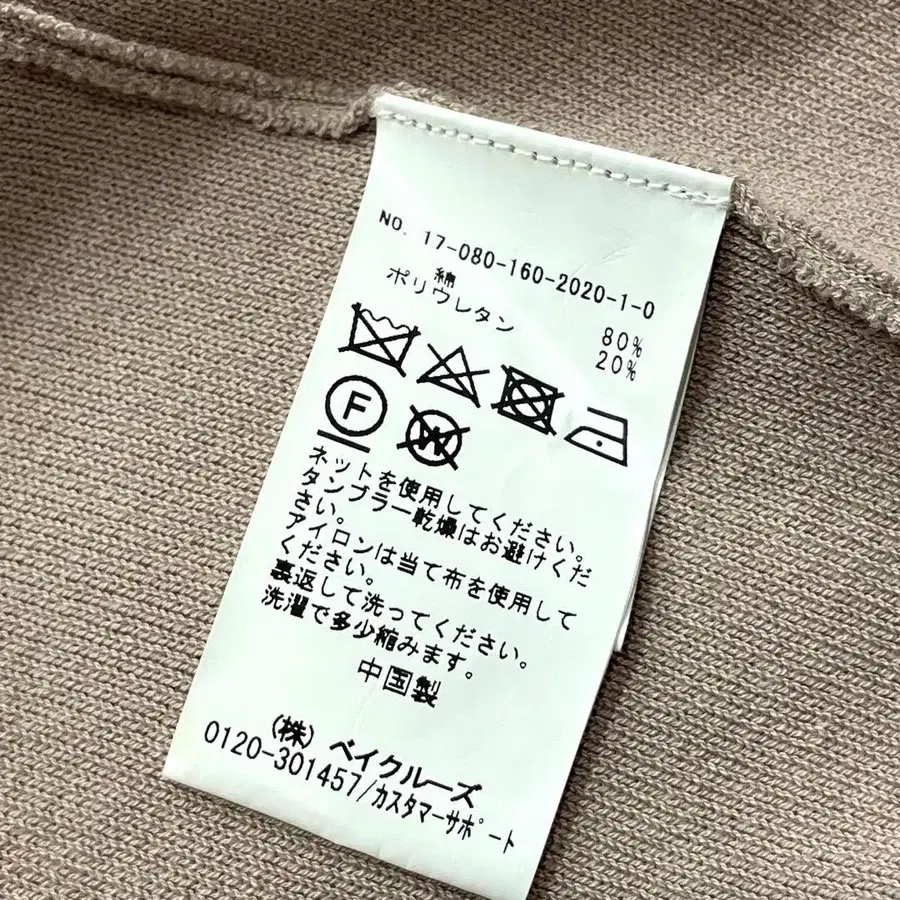 NO. 17-080-160-2020-1-0
綿 80%
ポリウレタン 20%
F W
ネットを使用してください。
タンブラー乾燥はお避けくだ
さい。
アイロンは当て布を使用して
ください。
裏返して洗ってください。
洗濯で多少縮みます。
中国製
(株) ベイクルーズ
0120-301457/カスタマーサポート